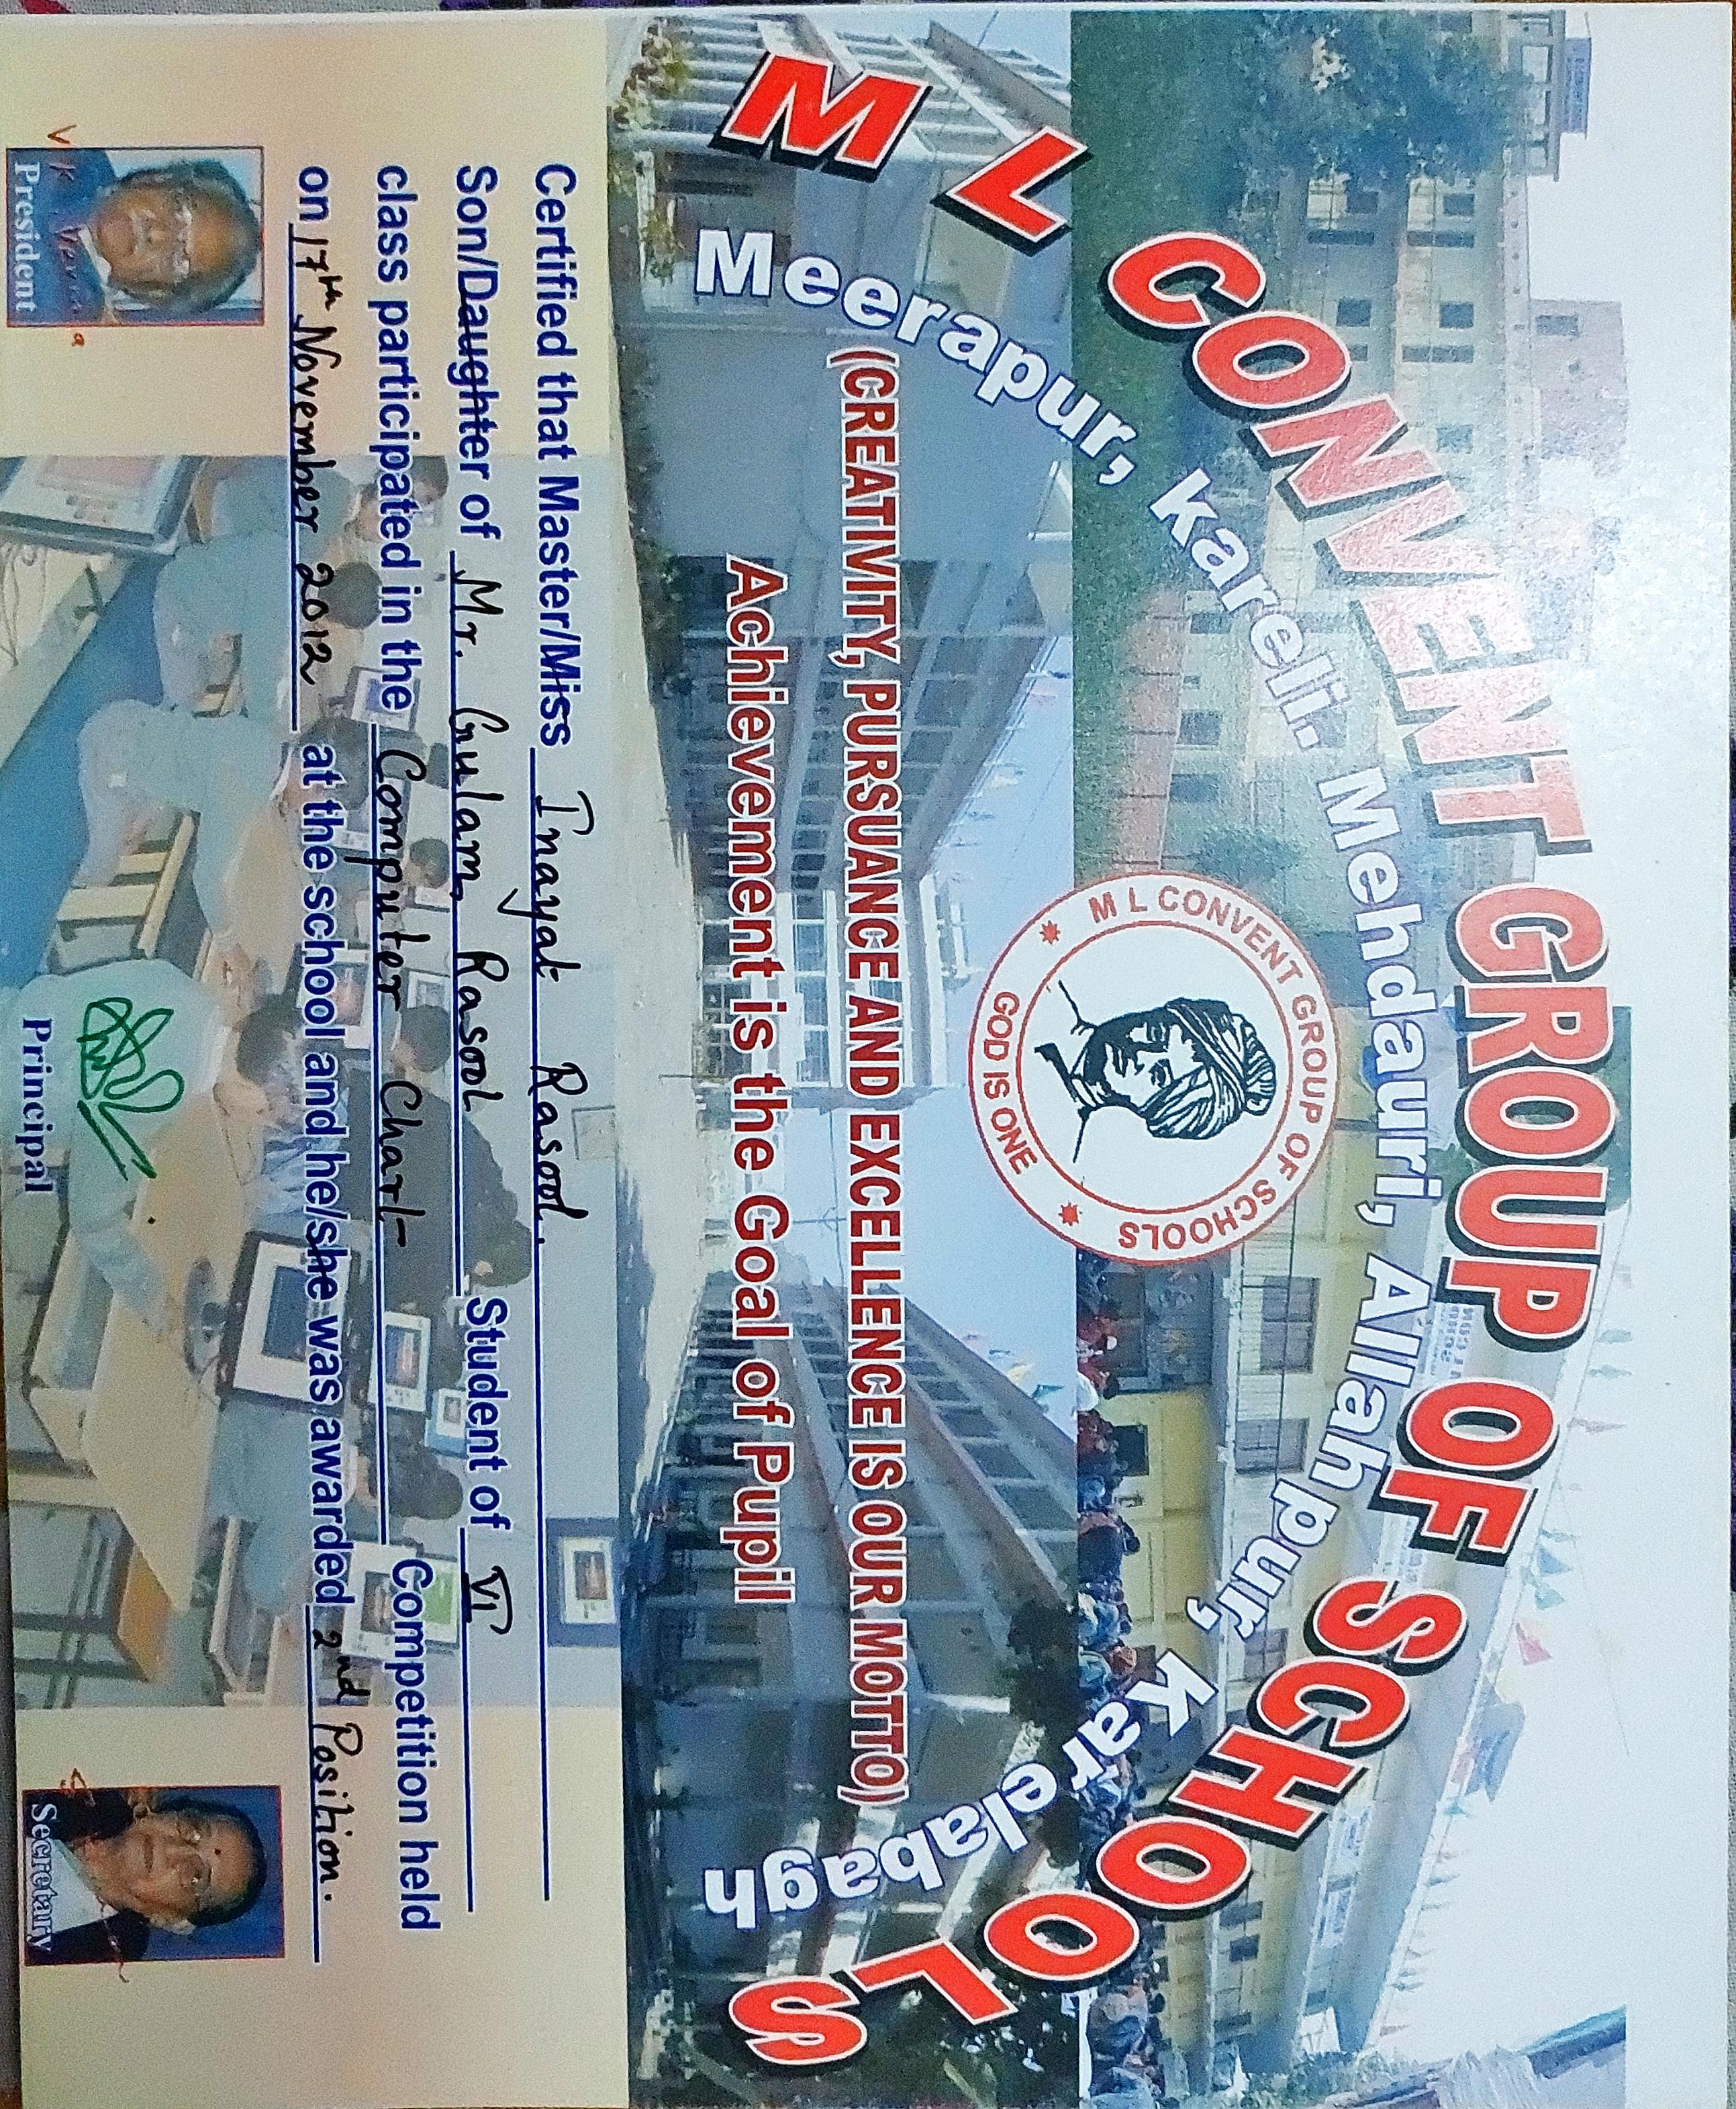 M L CONVENT GROUP OF SCHOOLS
Meerapur, kareli. Mehdauri, Allahpur, Karelabagh
M L CONVENT GROUP OF SCHOOLS
GOD IS ONE
(CREATIVITY, PURSUANCE AND EXCELLENCE IS OUR MOTTO)
Achievement is the Goal of Pupil
Certified that Master/Miss Inayat Rasool.
Son/Daughter of Mr. Gulam Rasool Student of VI
class participated in the Computer Chart Competition held
on 17th November 2012 at the school and he/she was awarded 2nd Position.
President
Principal
Secretary